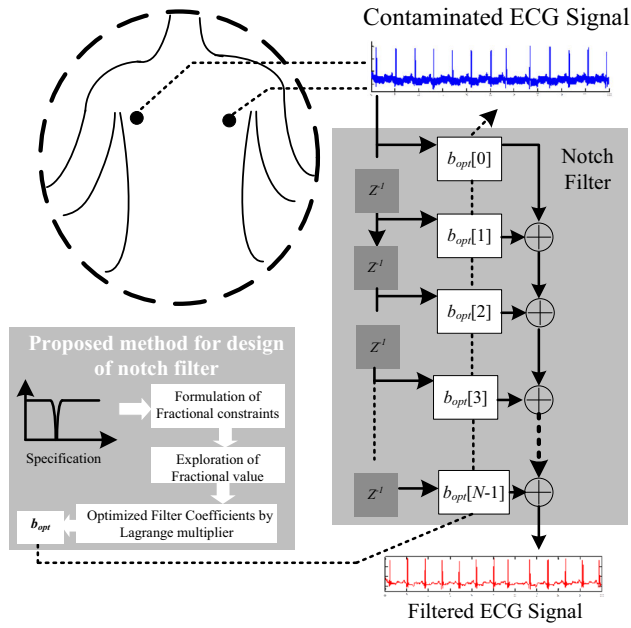 Contaminated ECG Signal
Notch
Filter
b_opt[0]
Z^-1
b_opt[1]
Z^-1
b_opt[2]
Z^-1
b_opt[3]
Z^-1
b_opt[N-1]
Proposed method for design
of notch filter
Specification
Formulation of
Fractional constraints
Exploration of
Fractional value
Optimized Filter Coefficients by
Lagrange multiplier
b_opt
Filtered ECG Signal